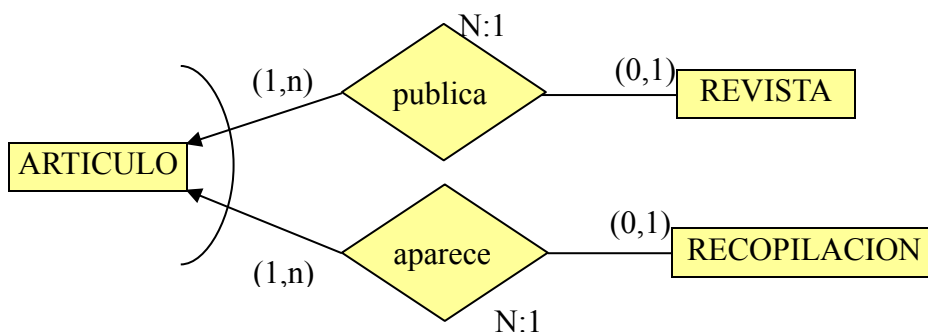 N:1
(1,n)
publica
(0,1)
REVISTA
ARTICULO
(1,n)
aparece
(0,1)
RECOPILACION
N:1